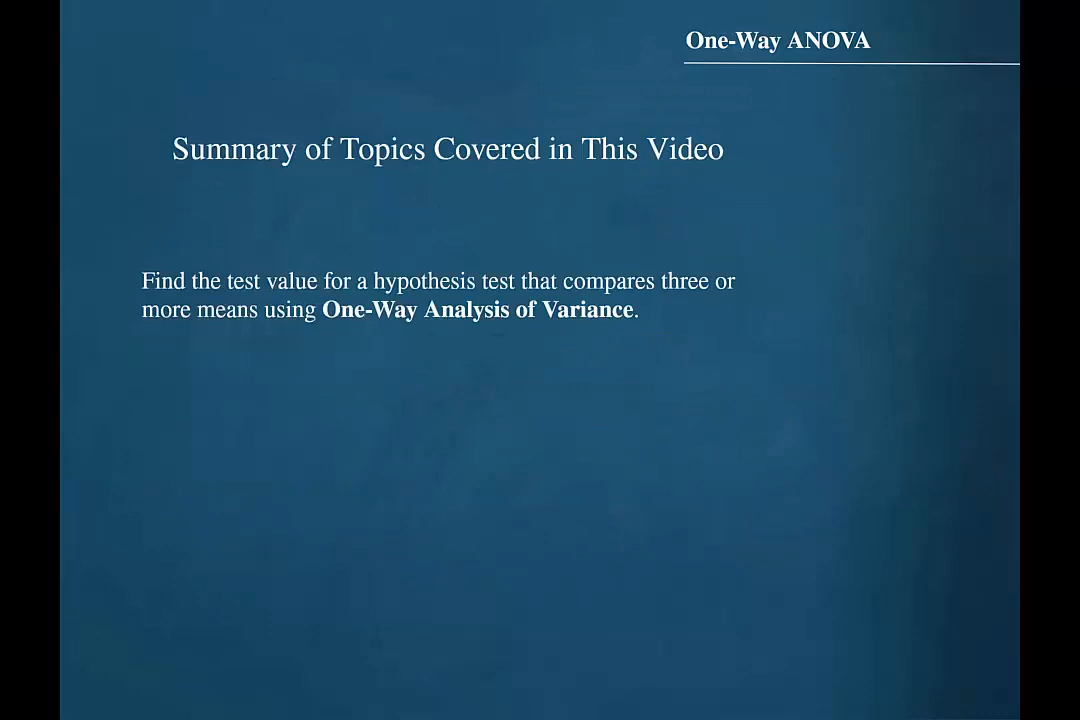 One-Way ANOVA
Summary of Topics Covered in This Video
Find the test value for a hypothesis test that compares three or
more means using One-Way Analysis of Variance.